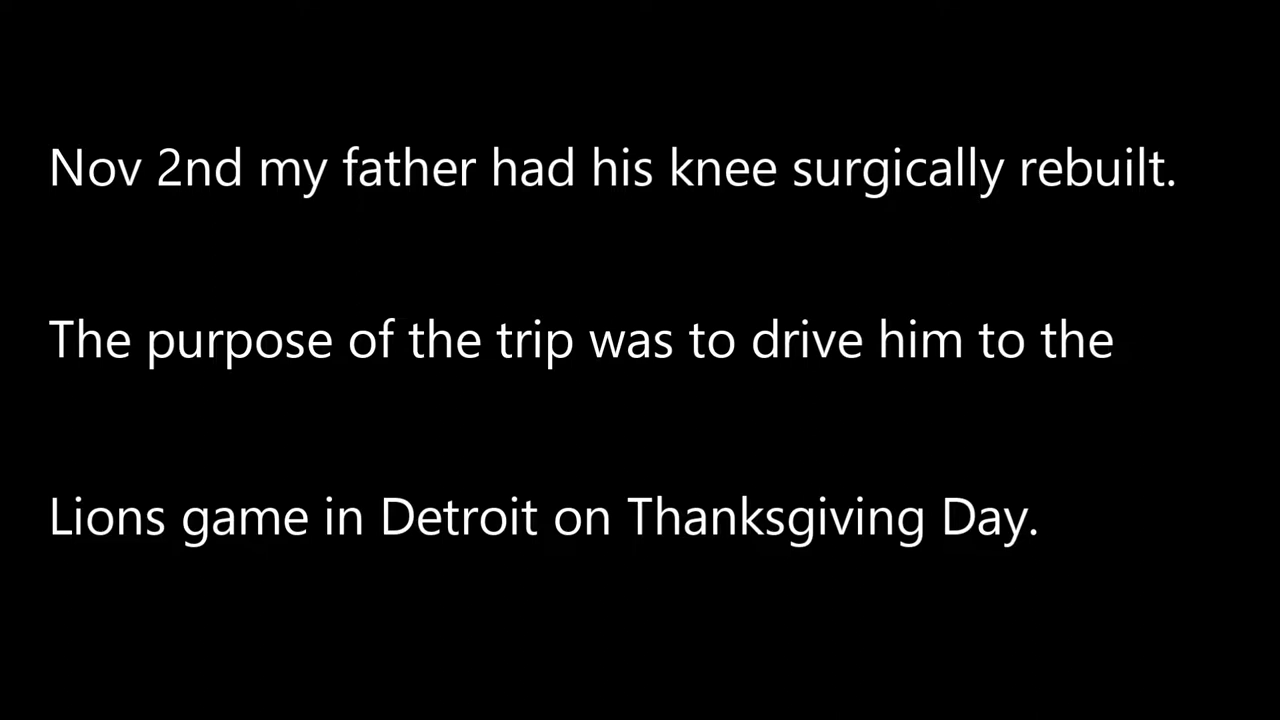 Nov 2nd my father had his knee surgically rebuilt.
The purpose of the trip was to drive him to the
Lions game in Detroit on Thanksgiving Day.